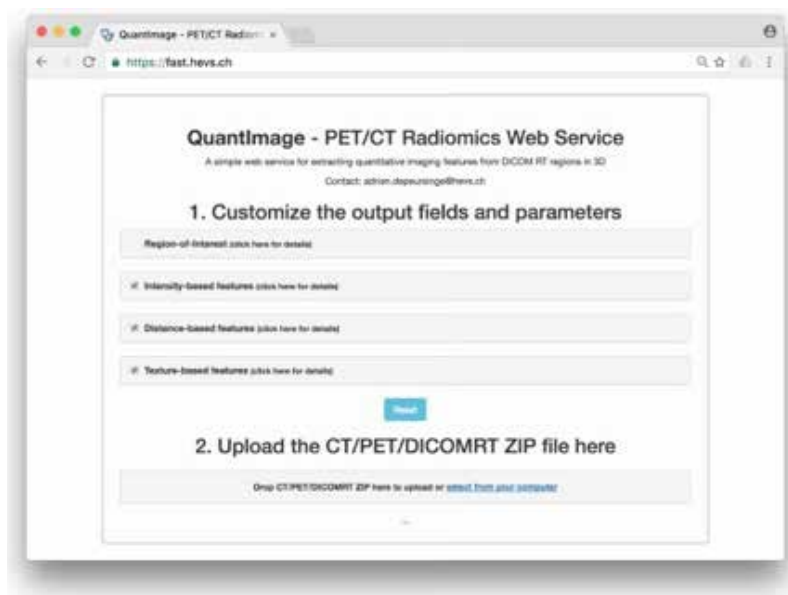 QuantImage - PET/CT Radiom
https://fast.hevs.ch
QuantImage - PET/CT Radiomics Web Service
A simple web service for extracting quantitative imaging features from DICOM RT regions in 3D
Contact: adrien.depeursinge@hevs.ch
1. Customize the output fields and parameters
Region-of-Interest (click here for details)
Intensity-based features (click here for details)
Distance-based features (click here for details)
Texture-based features (click here for details)
Reset
2. Upload the CT/PET/DICOMRT ZIP file here
Drop CT/PET/DICOMRT ZIP here to upload or select from your computer